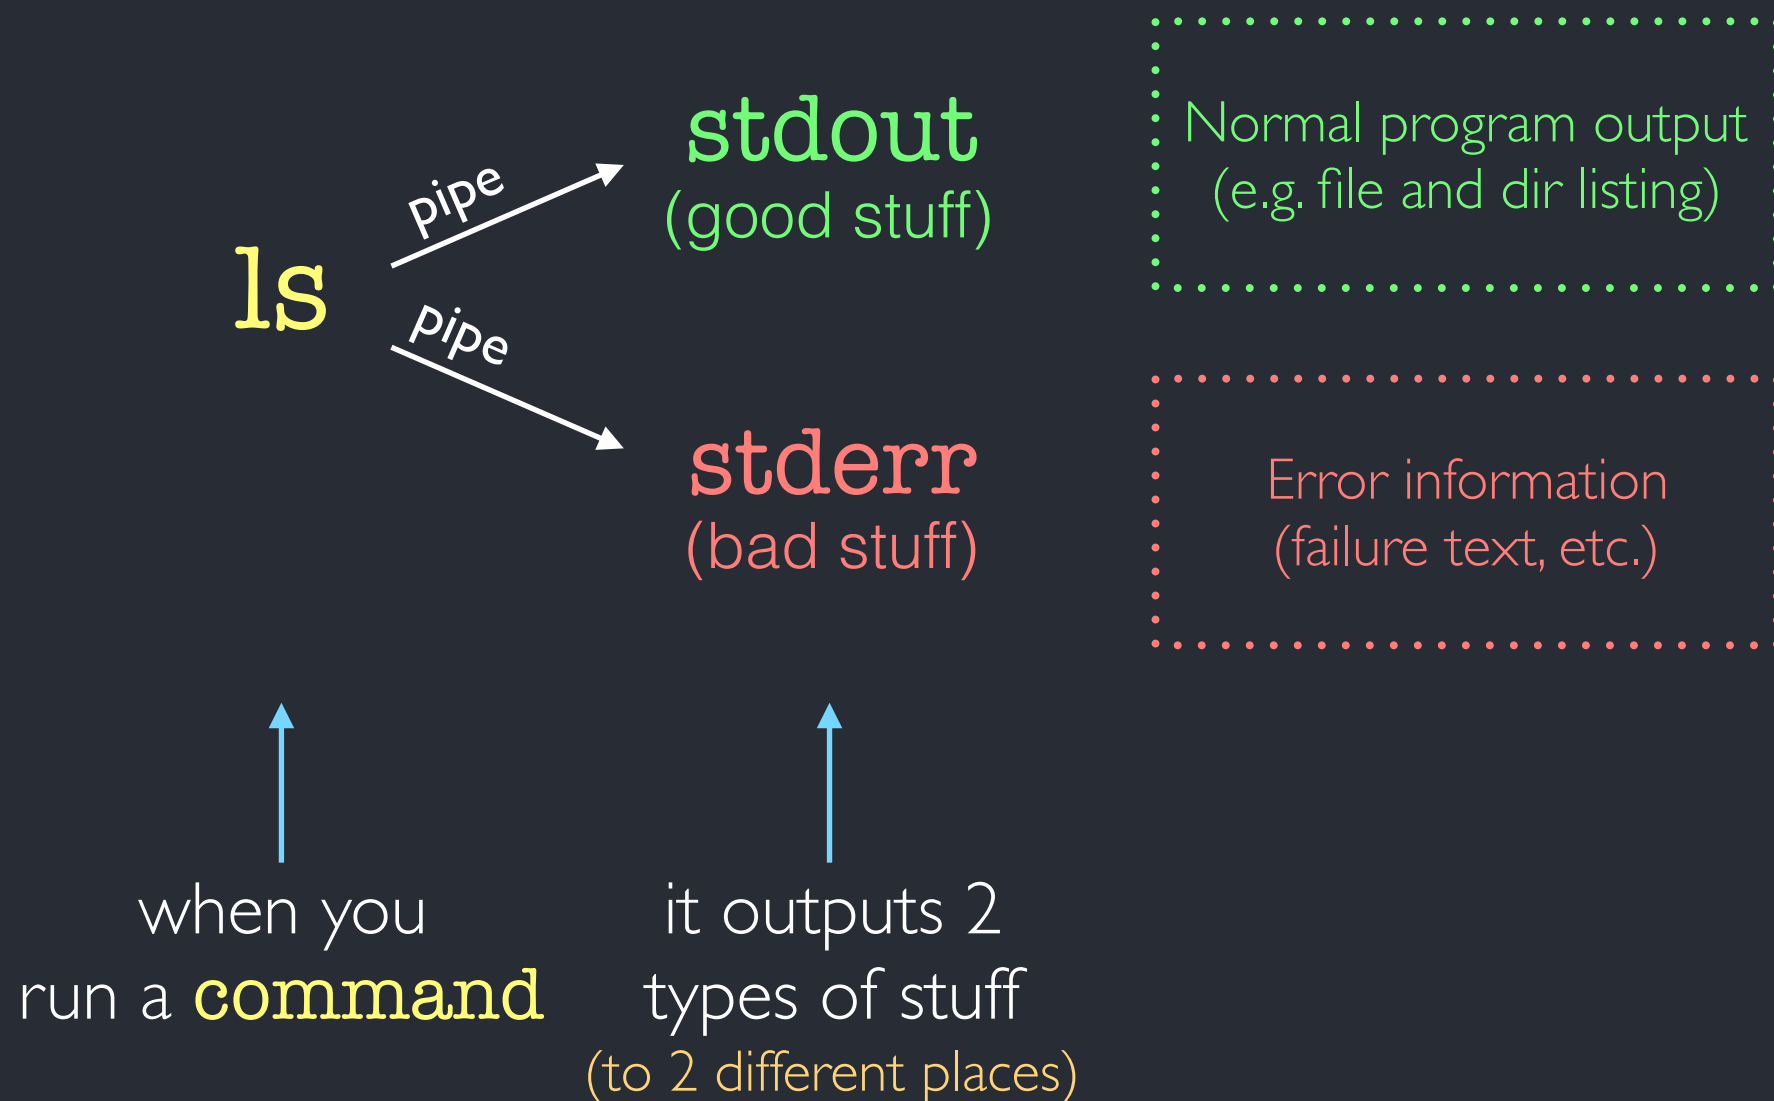 stdout
(good stuff)
Normal program output
(e.g. file and dir listing)
pipe
ls
pipe
stderr
(bad stuff)
Error information
(failure text, etc.)
when you
run a command
it outputs 2
types of stuff
(to 2 different places)